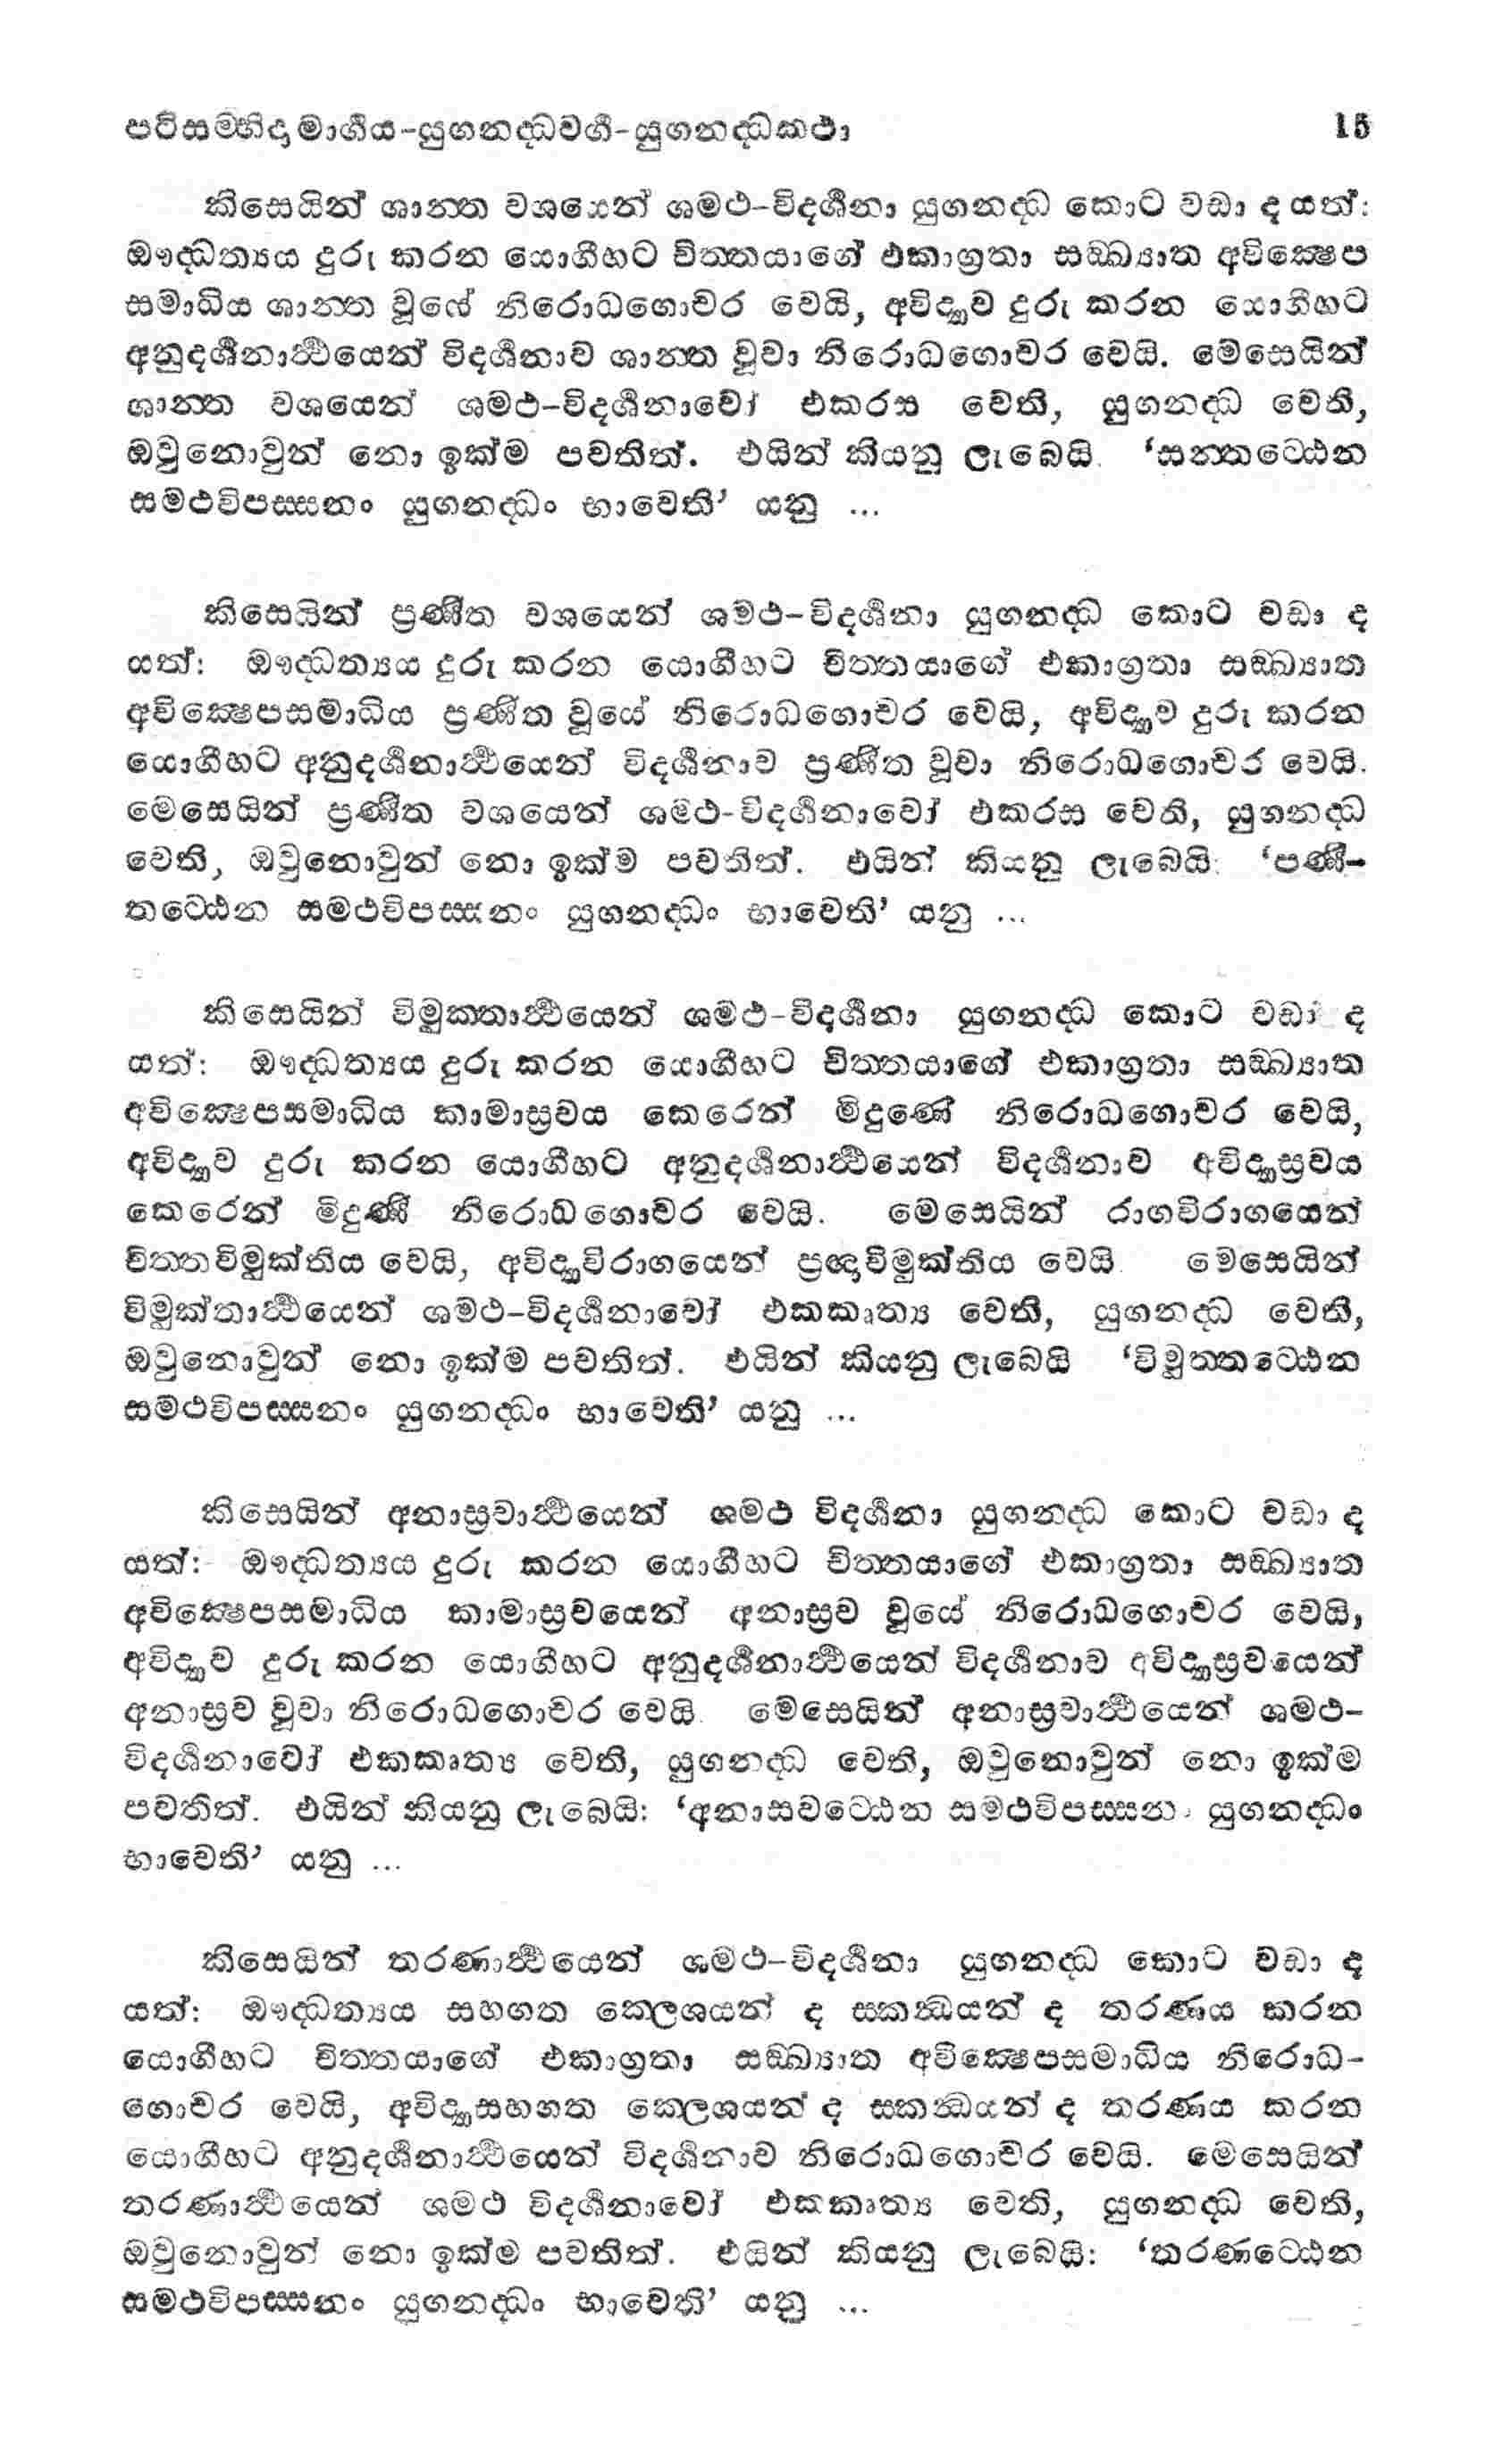 පටිසම්භිදාමාර්ගය-යුගනද්ධවර්ග-යුගනද්ධකථා 15
කිසෙයින් ශාන්ත වශයෙන් ශමථ-විදර්ශනා යුගනද්ධ කොට වඩා ද යත්:
ඖද්ධත්‍යය දුරු කරන යොගීහට චිත්තයාගේ එකාග්‍රතා සඞ්ඛ්‍යාත අවික්‍ෂෙප
සමාධිය ශාන්ත වූයේ නිරොධගොචර වෙයි, අවිද්‍යාව දුරු කරන යොගීහට
අනුදර්ශනාර්ථයෙන් විදර්ශනාව ශාන්ත වූවා නිරොධගොචර වෙයි. මෙසෙයින්
ශාන්ත වශයෙන් ශමථ-විදර්ශනාවෝ එකරස වෙති, යුගනද්ධ වෙති,
ඔවුනොවුන් නො ඉක්ම පවතිත්. එයින් කියනු ලැබෙයි. ‘සන්තට්ඨෙන
සමථවිපස්සනං යුගනද්ධං භාවෙති’ යනු ...
කිසෙයින් ප්‍රණීත වශයෙන් ශමථ-විදර්ශනා යුගනද්ධ කොට වඩා ද
යත්: ඖද්ධත්‍යය දුරු කරන යොගීහට චිත්තයාගේ එකාග්‍රතා සඞ්ඛ්‍යාත
අවික්‍ෂෙපසමාධිය ප්‍රණීත වූයේ නිරොධගොචර වෙයි, අවිද්‍යාව දුරු කරන
යොගීහට අනුදර්ශනාර්ථයෙන් විදර්ශනාව ප්‍රණීත වූවා නිරොධගොචර වෙයි.
මෙසෙයින් ප්‍රණීත වශයෙන් ශමථ-විදර්ශනාවෝ එකරස වෙති, යුගනද්ධ
වෙති, ඔවුනොවුන් නො ඉක්ම පවතිත්. එයින් කියනු ලැබෙයි: ‘පණී-
තට්ඨෙන සමථවිපස්සනං යුගනද්ධං භාවෙති’ යනු ...
කිසෙයින් විමුක්තාර්ථයෙන් ශමථ-විදර්ශනා යුගනද්ධ කොට වඩා ද
යත්: ඖද්ධත්‍යය දුරු කරන යොගීහට චිත්තයාගේ එකාග්‍රතා සඞ්ඛ්‍යාත
අවික්‍ෂෙපසමාධිය කාමාස්‍රවය කෙරෙන් මිදුණේ නිරොධගොචර වෙයි,
අවිද්‍යාව දුරු කරන යොගීහට අනුදර්ශනාර්ථයෙන් විදර්ශනාව අවිද්‍යාස්‍රවය
කෙරෙන් මිදුණී නිරොධගොචර වෙයි. මෙසෙයින් රාගවිරාගයෙන්
චිත්තවිමුක්තිය වෙයි, අවිද්‍යාවිරාගයෙන් ප්‍රඥාවිමුක්තිය වෙයි. මෙසෙයින්
විමුක්තාර්ථයෙන් ශමථ-විදර්ශනාවෝ එකකෘත්‍ය වෙති, යුගනද්ධ වෙති,
ඔවුනොවුන් නො ඉක්ම පවතිත්. එයින් කියනු ලැබෙයි ‘විමුත්තට්ඨෙන
සමථවිපස්සනං යුගනද්ධං භාවෙති’ යනු ...
කිසෙයින් අනාස්‍රවාර්ථයෙන් ශමථ විදර්ශනා යුගනද්ධ කොට වඩා ද
යත්:- ඖද්ධත්‍යය දුරු කරන යොගීහට චිත්තයාගේ එකාග්‍රතා සඞ්ඛ්‍යාත
අවික්‍ෂෙපසමාධිය කාමාස්‍රවයෙන් අනාස්‍රව වූයේ නිරොධගොචර වෙයි,
අවිද්‍යාව දුරු කරන යොගීහට අනුදර්ශනාර්ථයෙන් විදර්ශනාව අවිද්‍යාස්‍රවයෙන්
අනාස්‍රව වූවා නිරොධගොචර වෙයි. මෙසෙයින් අනාස්‍රවාර්ථයෙන් ශමථ-
විදර්ශනාවෝ එකකෘත්‍ය වෙති, යුගනද්ධ වෙති, ඔවුනොවුන් නො ඉක්ම
පවතිත්. එයින් කියනු ලැබෙයි: ‘අනාසවට්ඨෙන සමථවිපස්සනං යුගනද්ධං
භාවෙති’ යනු ...
කිසෙයින් තරණාර්ථයෙන් ශමථ-විදර්ශනා යුගනද්ධ කොට වඩා ද
යත්: ඖද්ධත්‍යය සහගත ක්ලෙශයන් ද ස්කන්ධයන් ද තරණය කරන
යොගීහට චිත්තයාගේ එකාග්‍රතා සඞ්ඛ්‍යාත අවික්‍ෂෙපසමාධිය නිරොධ-
ගොචර වෙයි, අවිද්‍යාසහගත ක්ලෙශයන් ද ස්කන්ධයන් ද තරණය කරන
යොගීහට අනුදර්ශනාර්ථයෙන් විදර්ශනාව නිරොධගොචර වෙයි. මෙසෙයින්
තරණාර්ථයෙන් ශමථ විදර්ශනාවෝ එකකෘත්‍ය වෙති, යුගනද්ධ වෙති,
ඔවුනොවුන් නො ඉක්ම පවතිත්. එයින් කියනු ලැබෙයි: ‘තරණට්ඨෙන
සමථවිපස්සනං යුගනද්ධං භාවෙති’ යනු ...